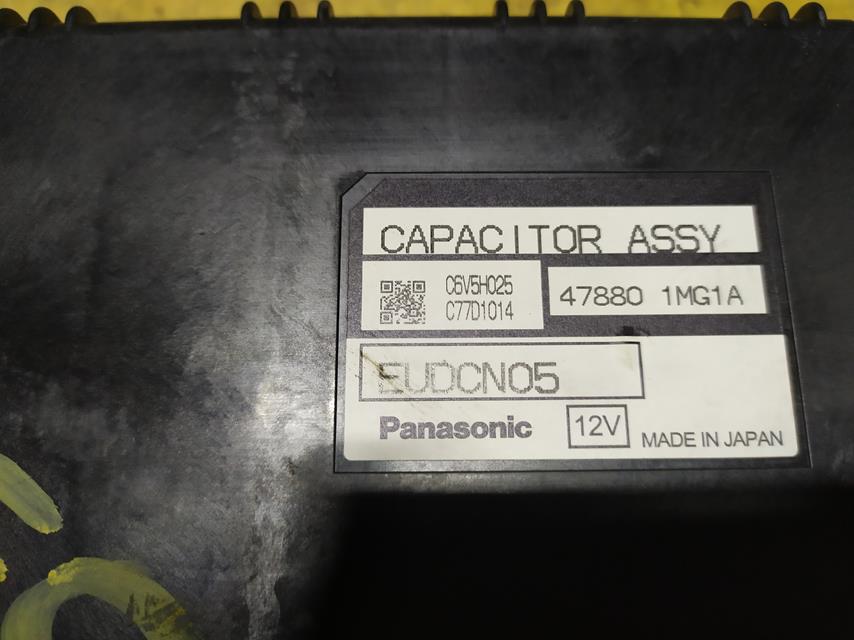 CAPACITOR ASSY
C6V5H025
C77D1014
47880 1MG1A
EUDCN05
Panasonic
12V
MADE IN JAPAN